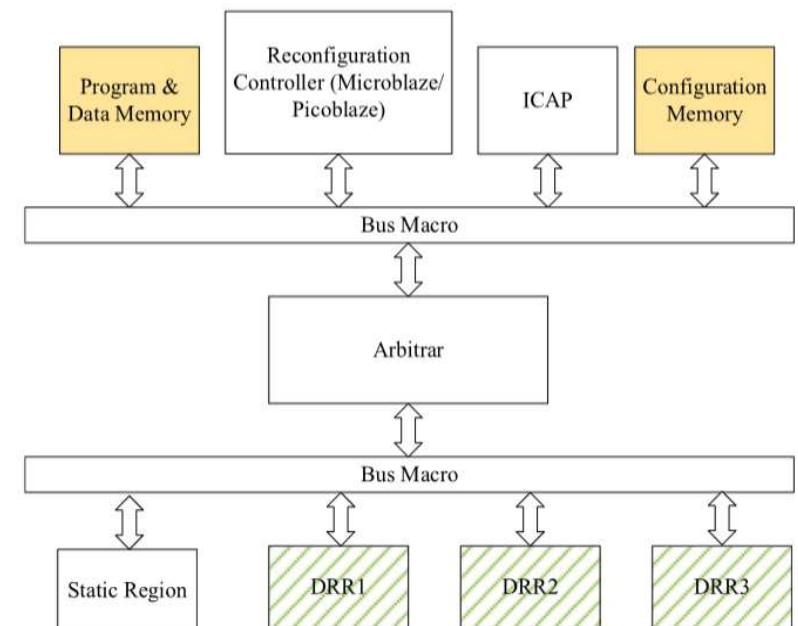 Program &
Data Memory
Reconfiguration
Controller (Microblaze/
Picoblaze)
ICAP
Configuration
Memory
Bus Macro
Arbitrar
Bus Macro
Static Region
DRR1
DRR2
DRR3